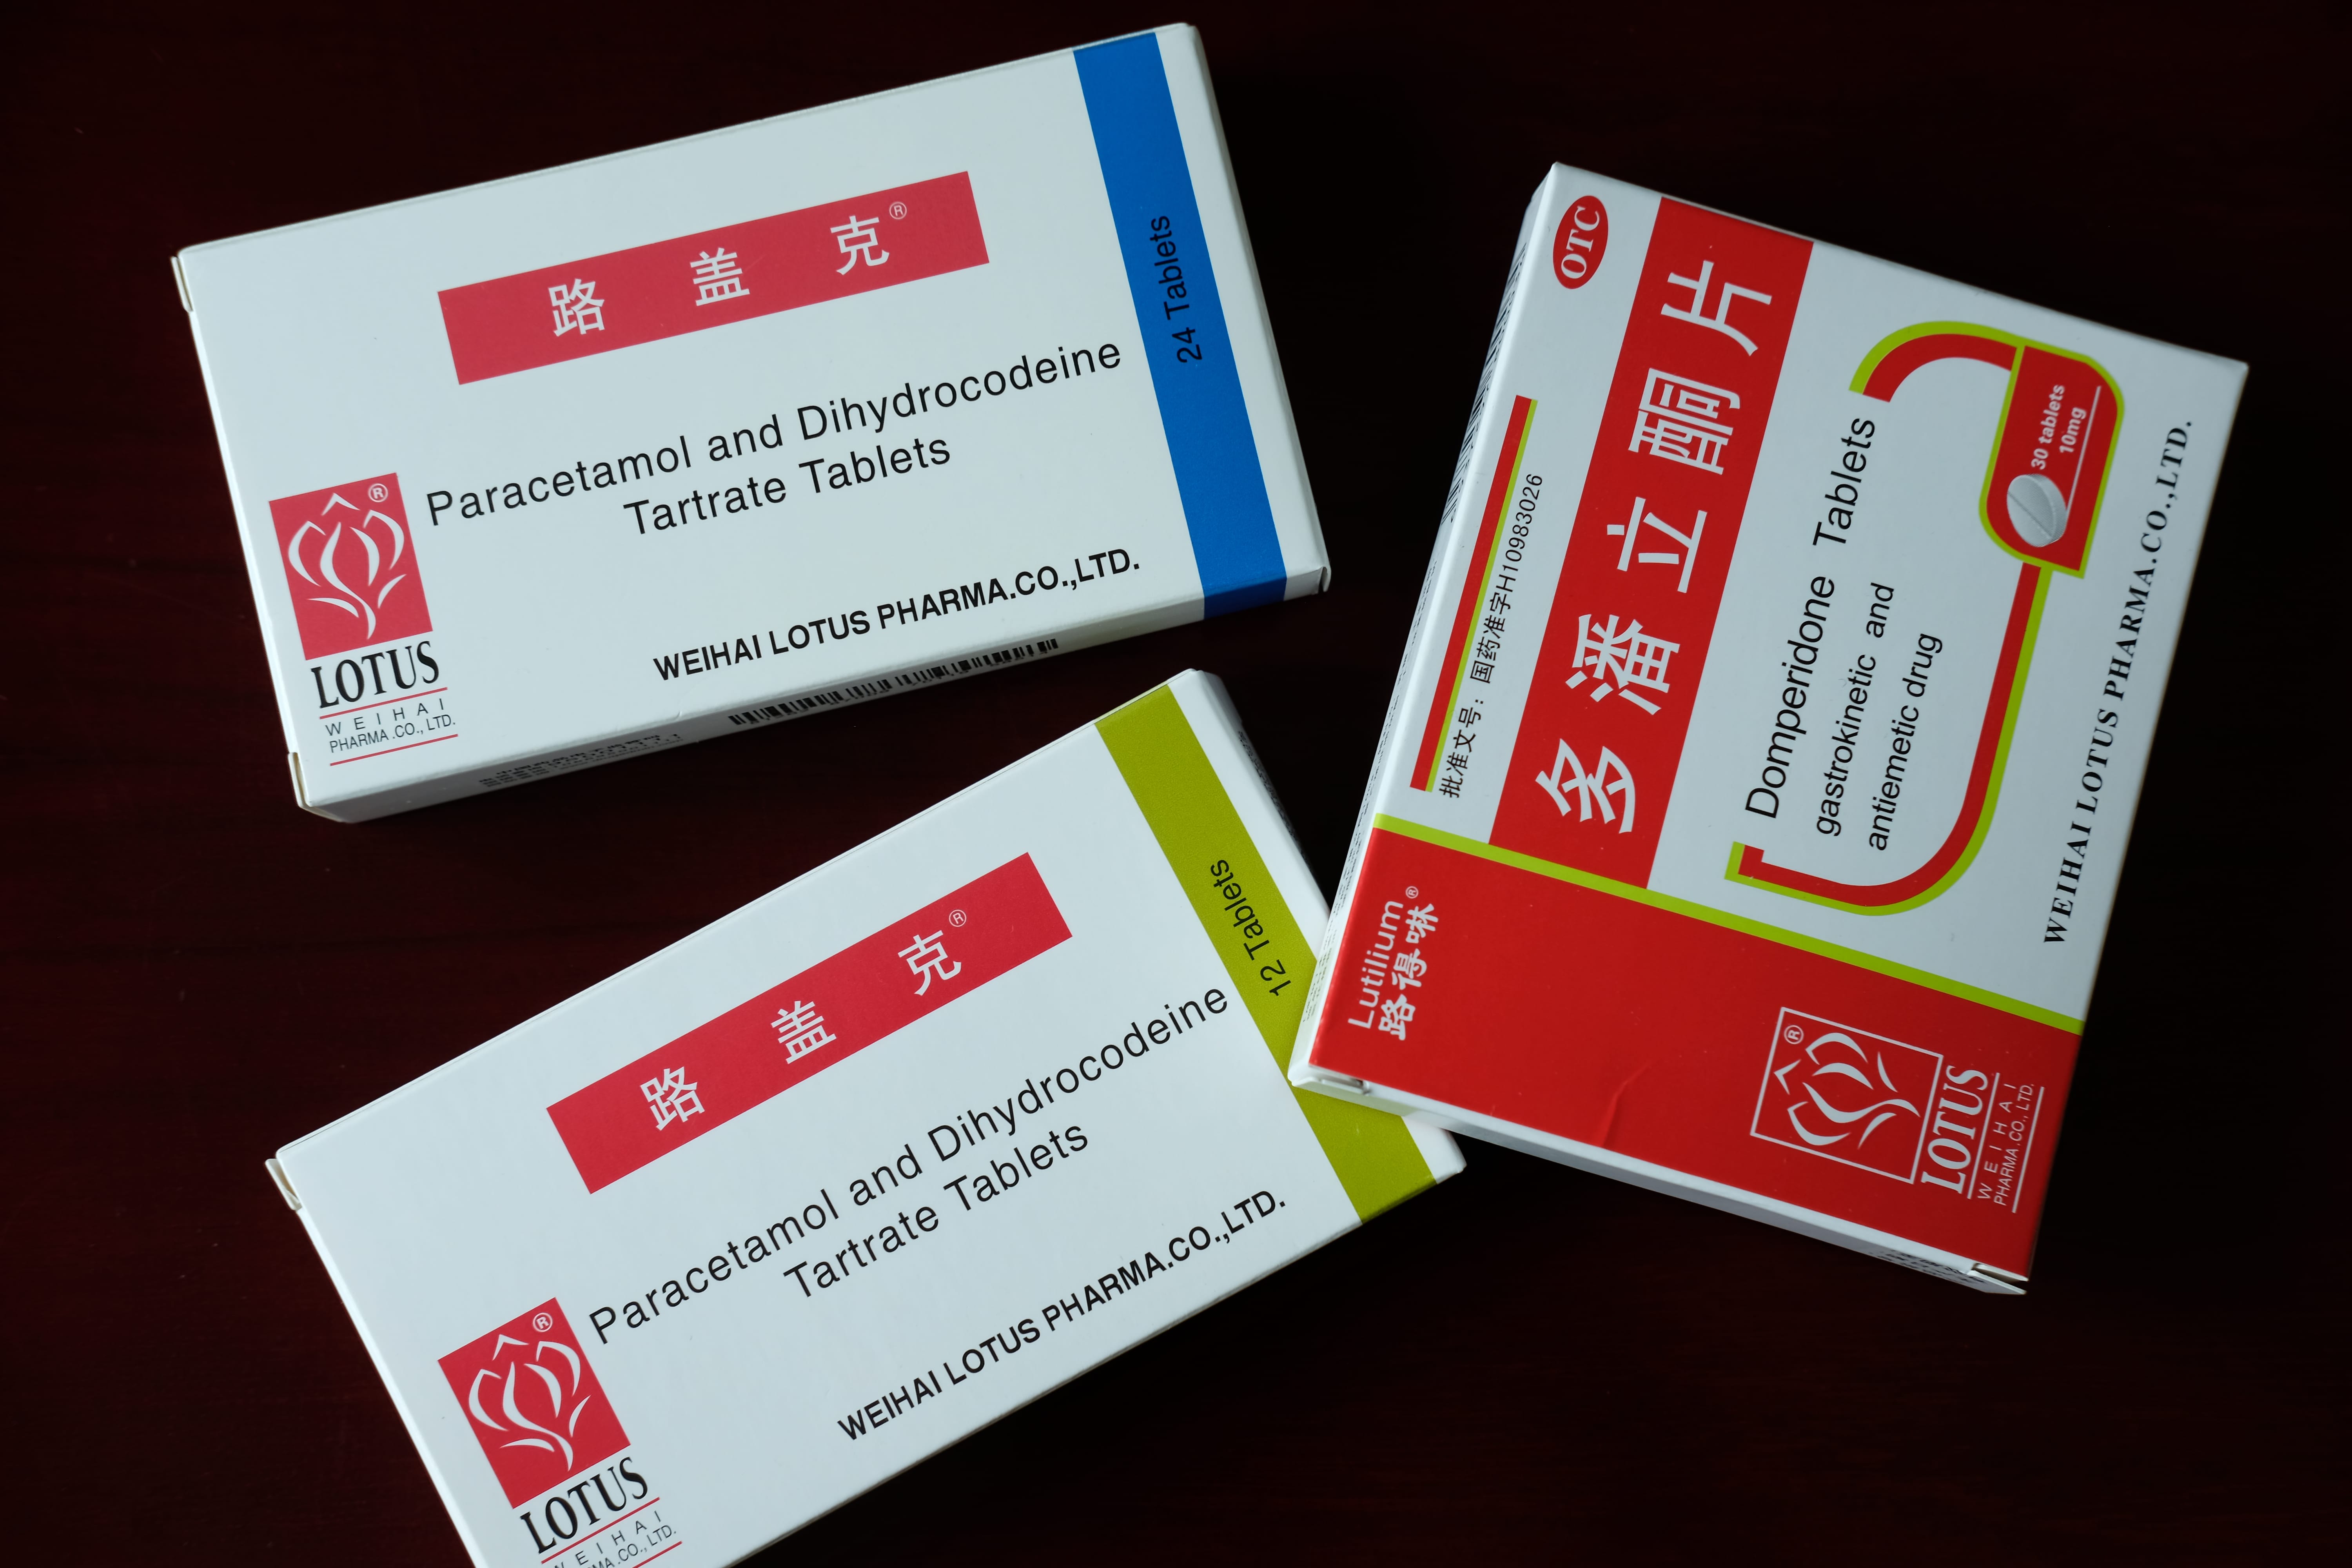 路盖克®
Paracetamol and Dihydrocodeine
Tartrate Tablets
WEIHAI LOTUS PHARMA.CO.,LTD.
24 Tablets
®
LOTUS
WEIHAI
PHARMA.CO., LTD.
路盖克®
Paracetamol and Dihydrocodeine
Tartrate Tablets
WEIHAI LOTUS PHARMA.CO.,LTD.
12 Tablets
®
LOTUS
WEIHAI
OTC
批准文号：国药准字H10983026
多潘立酮片
Domperidone Tablets
gastrokinetic and
antiemetic drug
30 tablets
10mg
WEIHAI LOTUS PHARMA.CO.,LTD.
Lutilium®
路得啉
®
LOTUS
WEIHAI
PHARMA.CO., LTD.